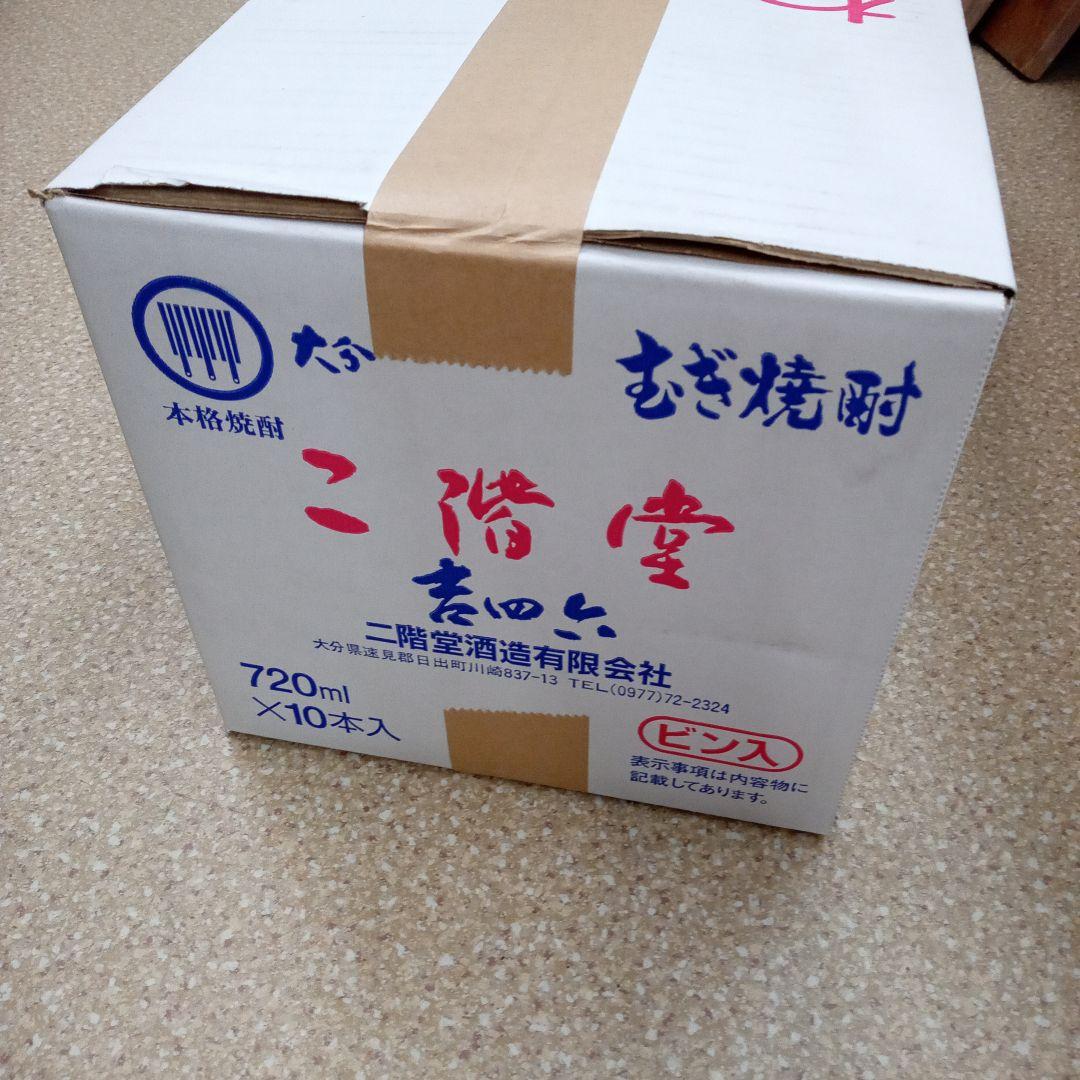 大分
むぎ焼酎
本格焼酎
二階堂
吉四六
二階堂酒造有限会社
大分県速見郡日出町川崎837-13 TEL(0977)72-2324
720ml
×10本入
ビン入
表示事項は内容物に
記載してあります。